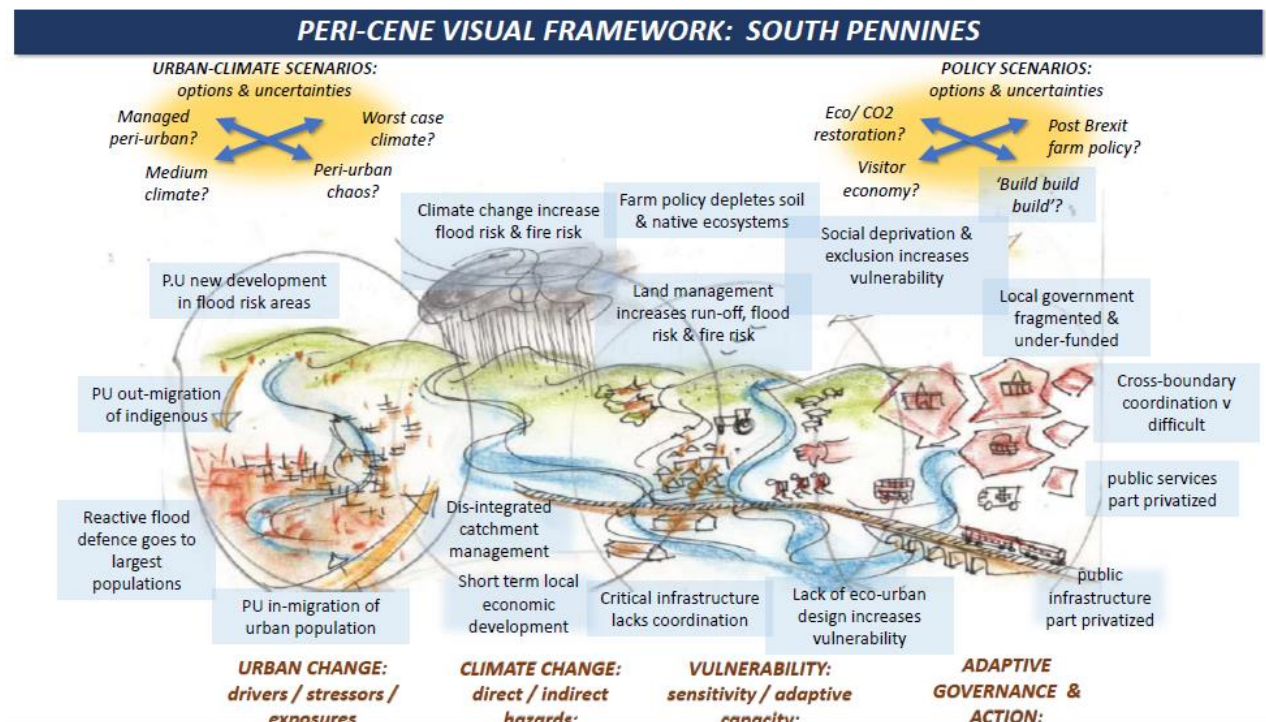 PERI-CENE VISUAL FRAMEWORK: SOUTH PENNINES
URBAN-CLIMATE SCENARIOS:
options & uncertainties
Managed
peri-urban?
Worst case
climate?
Medium
climate?
Peri-urban
chaos?
POLICY SCENARIOS:
options & uncertainties
Eco/ CO2
restoration?
Post Brexit
farm policy?
Visitor
economy?
‘Build build
build’?
Climate change increase
flood risk & fire risk
Farm policy depletes soil
& native ecosystems
Social deprivation &
exclusion increases
vulnerability
P.U new development
in flood risk areas
Land management
increases run-off, flood
risk & fire risk
Local government
fragmented &
under-funded
PU out-migration
of indigenous
Cross-boundary
coordination v
difficult
public services
part privatized
Reactive flood
defence goes to
largest
populations
Dis-integrated
catchment
management
PU in-migration of
urban population
Short term local
economic
development
Critical infrastructure
lacks coordination
Lack of eco-urban
design increases
vulnerability
public
infrastructure
part privatized
URBAN CHANGE:
drivers / stressors /
exposures
CLIMATE CHANGE:
direct / indirect
hazards:
VULNERABILITY:
sensitivity / adaptive
capacity:
ADAPTIVE
GOVERNANCE &
ACTION: